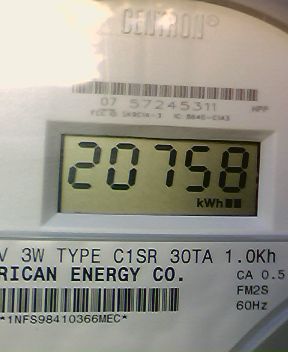 CENTRON®
07 57245311 HPP
20758
kWh
V 3W TYPE C1SR 30TA 1.0Kh
RICAN ENERGY CO. CA 0.5
FM2S
*1NFS98410366MEC* 60Hz